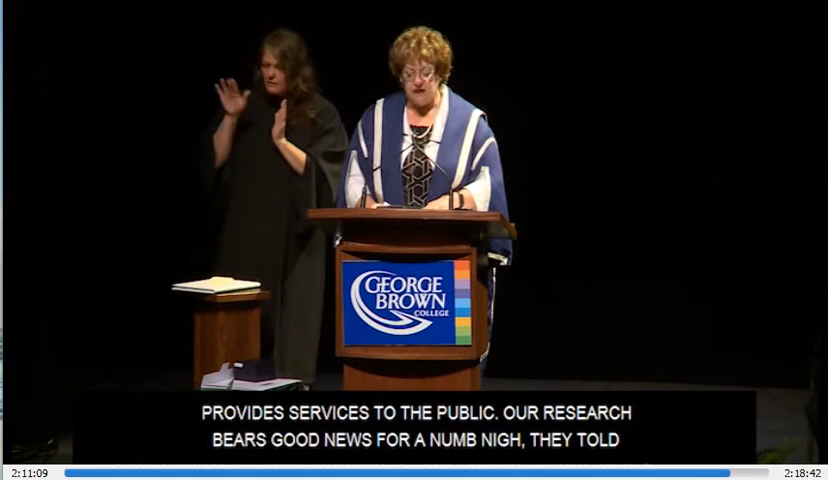 GEORGE
BROWN
COLLEGE
PROVIDES SERVICES TO THE PUBLIC. OUR RESEARCH
BEARS GOOD NEWS FOR A NUMB NIGH, THEY TOLD
2:11:09
2:18:42